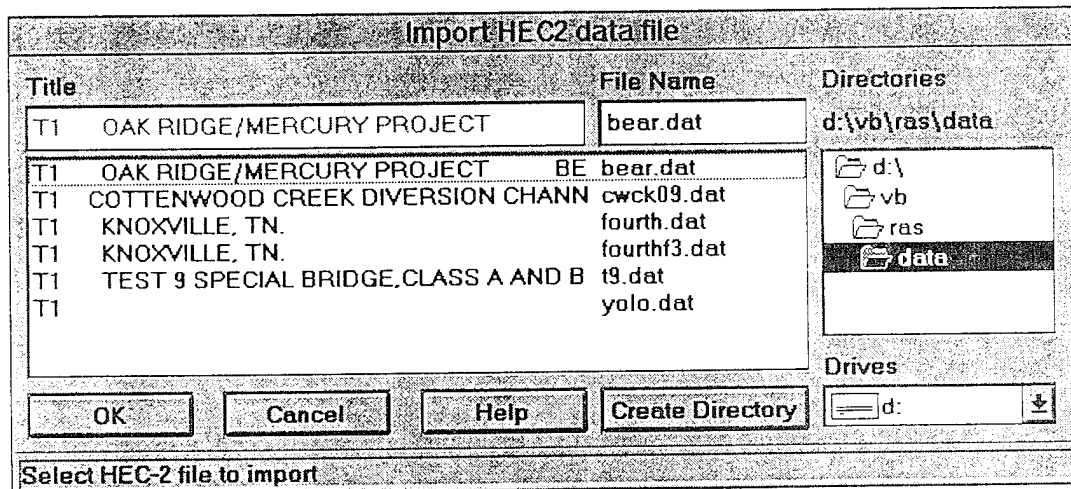 Import HEC2 data file
Title File Name Directories
T1 OAK RIDGE/MERCURY PROJECT bear.dat d:\vb\ras\data
T1 OAK RIDGE/MERCURY PROJECT BE bear.dat
T1 COTTENWOOD CREEK DIVERSION CHANN cwck09.dat
T1 KNOXVILLE, TN. fourth.dat
T1 KNOXVILLE, TN. fourthf3.dat
T1 TEST 9 SPECIAL BRIDGE,CLASS A AND B t9.dat
T1 yolo.dat
d:\
vb
ras
data
Drives
d:
OK Cancel Help Create Directory
Select HEC-2 file to import